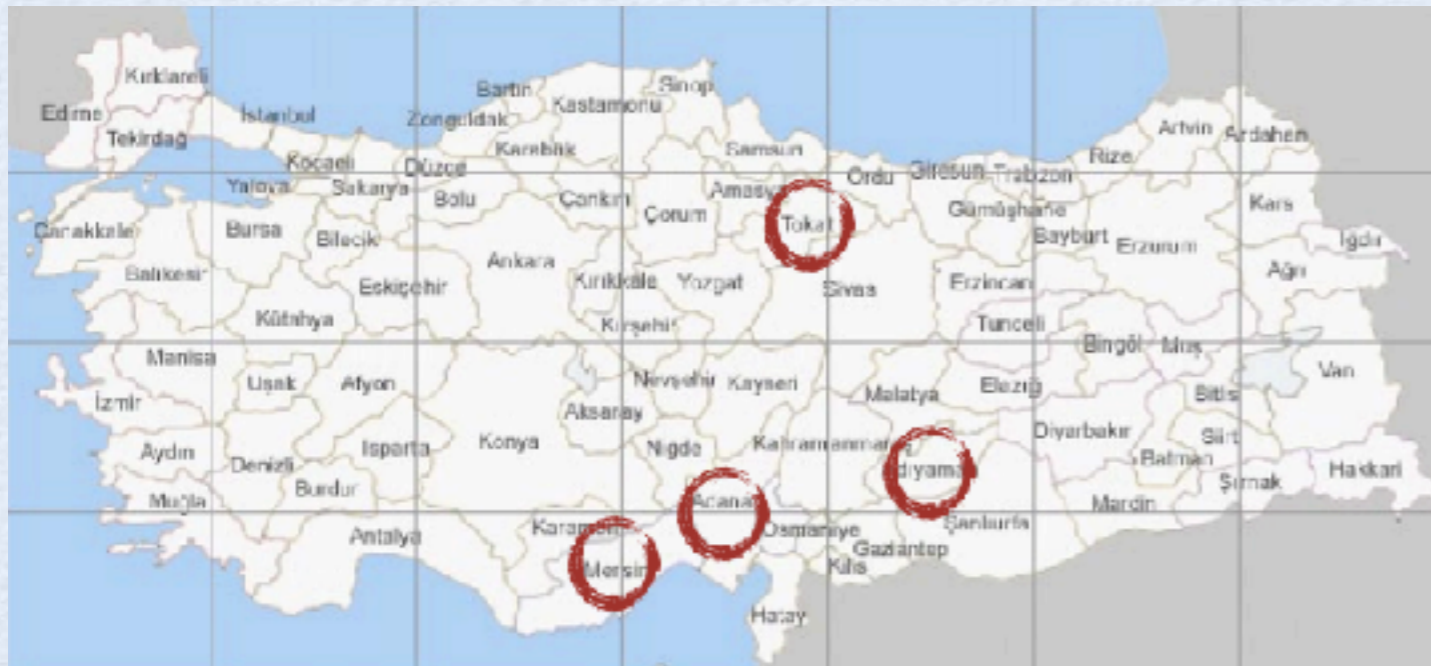 Kırklareli
Edirne
Tekirdağ
İstanbul
Kocaeli
Yalova
Sakarya
Düzce
Zonguldak
Bartın
Karabük
Kastamonu
Sinop
Samsun
Ordu
Giresun
Trabzon
Rize
Artvin
Ardahan
Çanakkale
Balıkesir
Bursa
Bilecik
Bolu
Ankara
Çankırı
Çorum
Amasya
Tokat
Sivas
Gümüşhane
Bayburt
Erzurum
Kars
Iğdır
Ağrı
Eskişehir
Kütahya
Kırıkkale
Kırşehir
Yozgat
Erzincan
Tunceli
Bingöl
Muş
Van
Bitlis
Manisa
İzmir
Uşak
Afyon
Aksaray
Nevşehir
Kayseri
Malatya
Elazığ
Aydın
Denizli
Isparta
Burdur
Konya
Niğde
Kahramanmaraş
Adıyaman
Diyarbakır
Batman
Siirt
Şırnak
Hakkari
Mardin
Muğla
Antalya
Karaman
Mersin
Adana
Osmaniye
Gaziantep
Kilis
Şanlıurfa
Hatay